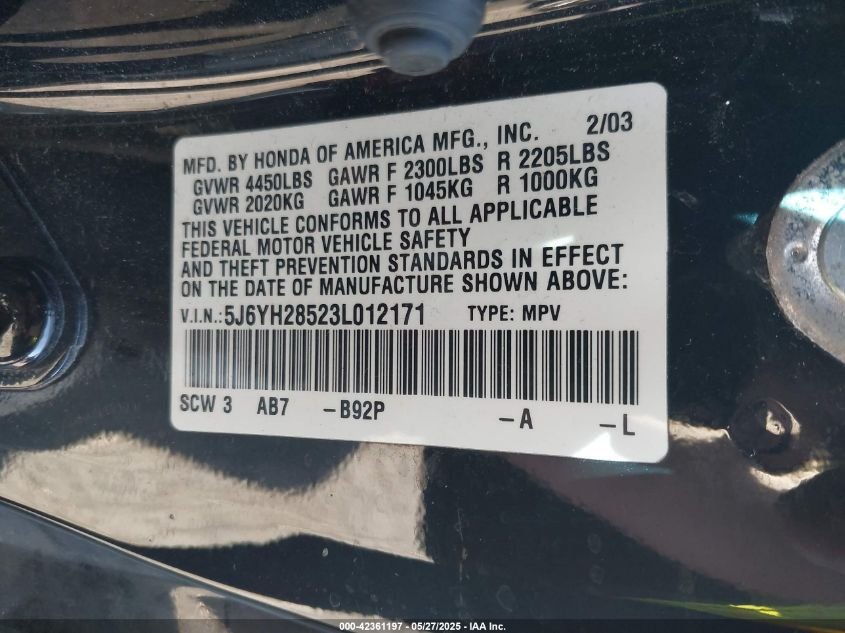 MFD. BY HONDA OF AMERICA MFG., INC. 2/03
GVWR 4450LBS GAWR F 2300LBS R 2205LBS
GVWR 2020KG GAWR F 1045KG R 1000KG
THIS VEHICLE CONFORMS TO ALL APPLICABLE
FEDERAL MOTOR VEHICLE SAFETY
AND THEFT PREVENTION STANDARDS IN EFFECT
ON THE DATE OF MANUFACTURE SHOWN ABOVE:
V.I.N.:5J6YH28523L012171 TYPE: MPV
SCW 3 AB7 -B92P -A -L
000-42361197 - 05/27/2025 - IAA Inc.